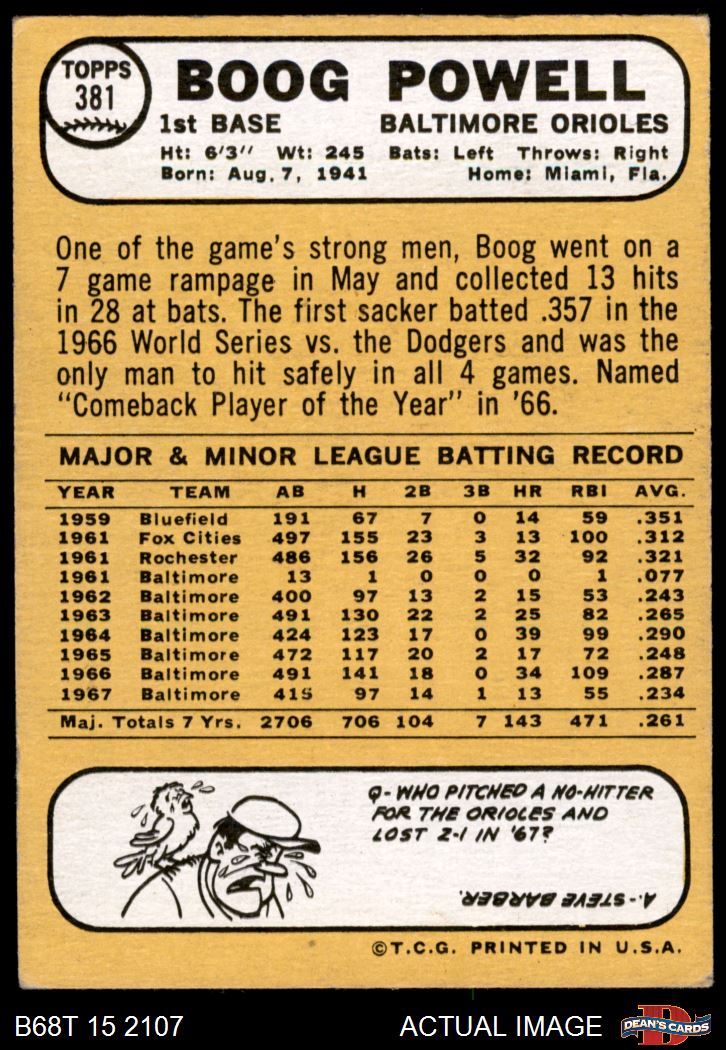 TOPPS
381
BOOG POWELL
1st BASE BALTIMORE ORIOLES
Ht: 6'3" Wt: 245 Bats: Left Throws: Right
Born: Aug. 7, 1941 Home: Miami, Fla.
One of the game's strong men, Boog went on a
7 game rampage in May and collected 13 hits
in 28 at bats. The first sacker batted .357 in the
1966 World Series vs. the Dodgers and was the
only man to hit safely in all 4 games. Named
"Comeback Player of the Year" in '66.
MAJOR & MINOR LEAGUE BATTING RECORD
YEAR TEAM AB H 2B 3B HR RBI AVG.
1959 Bluefield 191 67 7 0 14 59 .351
1961 Fox Cities 497 155 23 3 13 100 .312
1961 Rochester 486 156 26 5 32 92 .321
1961 Baltimore 13 1 0 0 0 1 .077
1962 Baltimore 400 97 13 2 15 53 .243
1963 Baltimore 491 130 22 2 25 82 .265
1964 Baltimore 424 123 17 0 39 99 .290
1965 Baltimore 472 117 20 2 17 72 .248
1966 Baltimore 491 141 18 0 34 109 .287
1967 Baltimore 415 97 14 1 13 55 .234
Maj. Totals 7 Yrs. 2706 706 104 7 143 471 .261
Q- WHO PITCHED A NO-HITTER
FOR THE ORIOLES AND
LOST 2-1 IN '67?
A.- STEVE BARBER.
©T.C.G. PRINTED IN U.S.A.
B68T 15 2107 ACTUAL IMAGE
D
DEAN'S CARDS